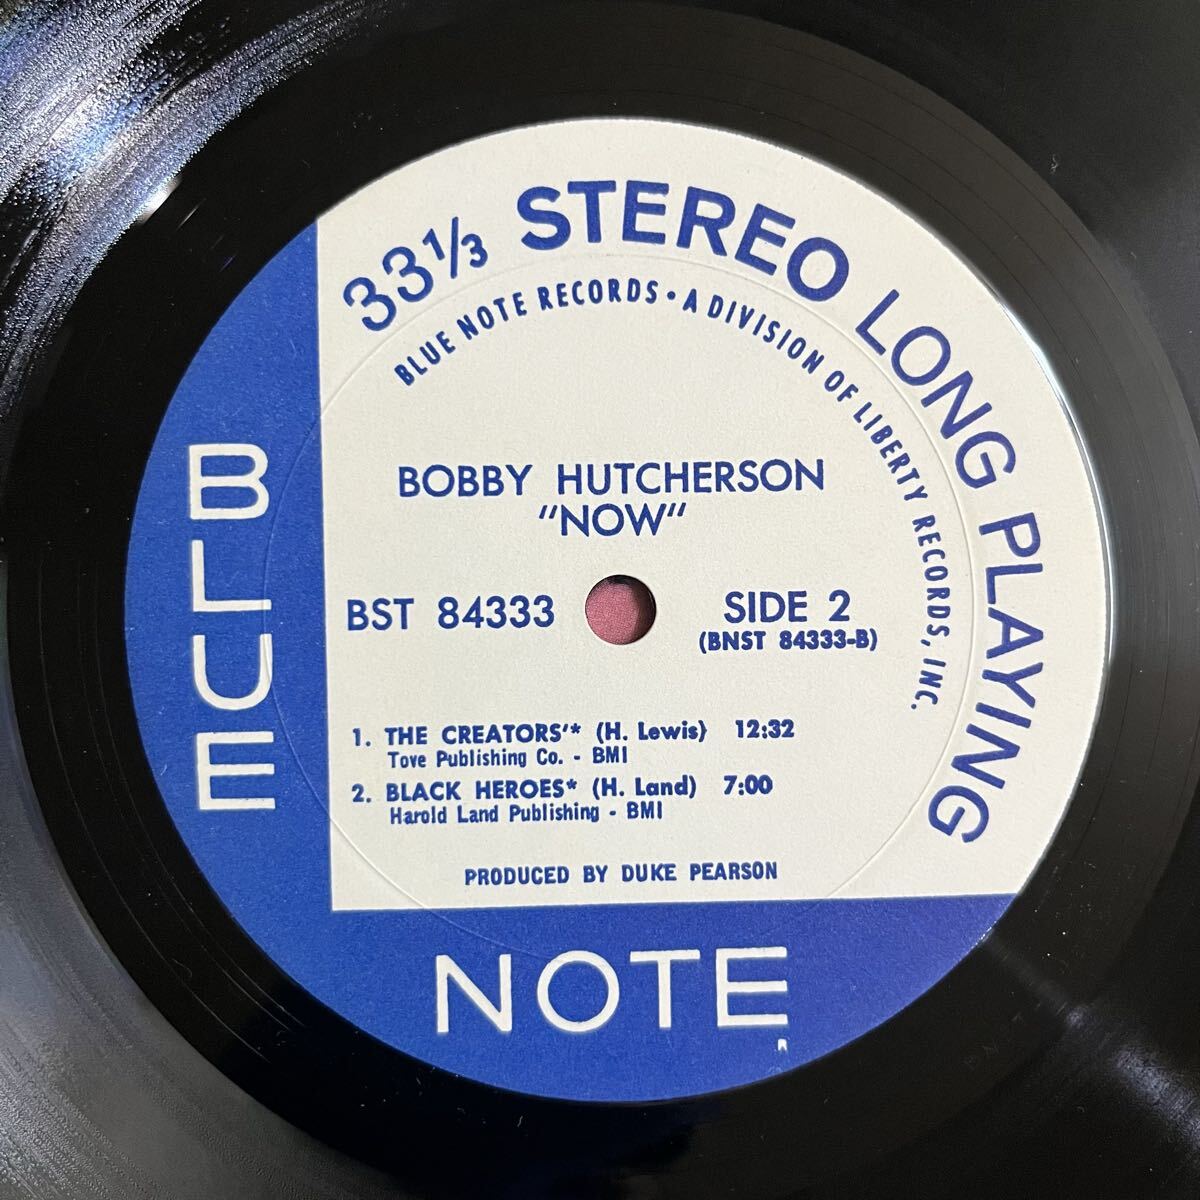 33⅓ STEREO LONG PLAYING
BLUE NOTE RECORDS • A DIVISION OF LIBERTY RECORDS, INC.
BOBBY HUTCHERSON
"NOW"
BST 84333
SIDE 2
(BNST 84333-B)
1. THE CREATORS'* (H. Lewis) 12:32
Tove Publishing Co. - BMI
2. BLACK HEROES* (H. Land) 7:00
Harold Land Publishing - BMI
PRODUCED BY DUKE PEARSON
BLUE
NOTE